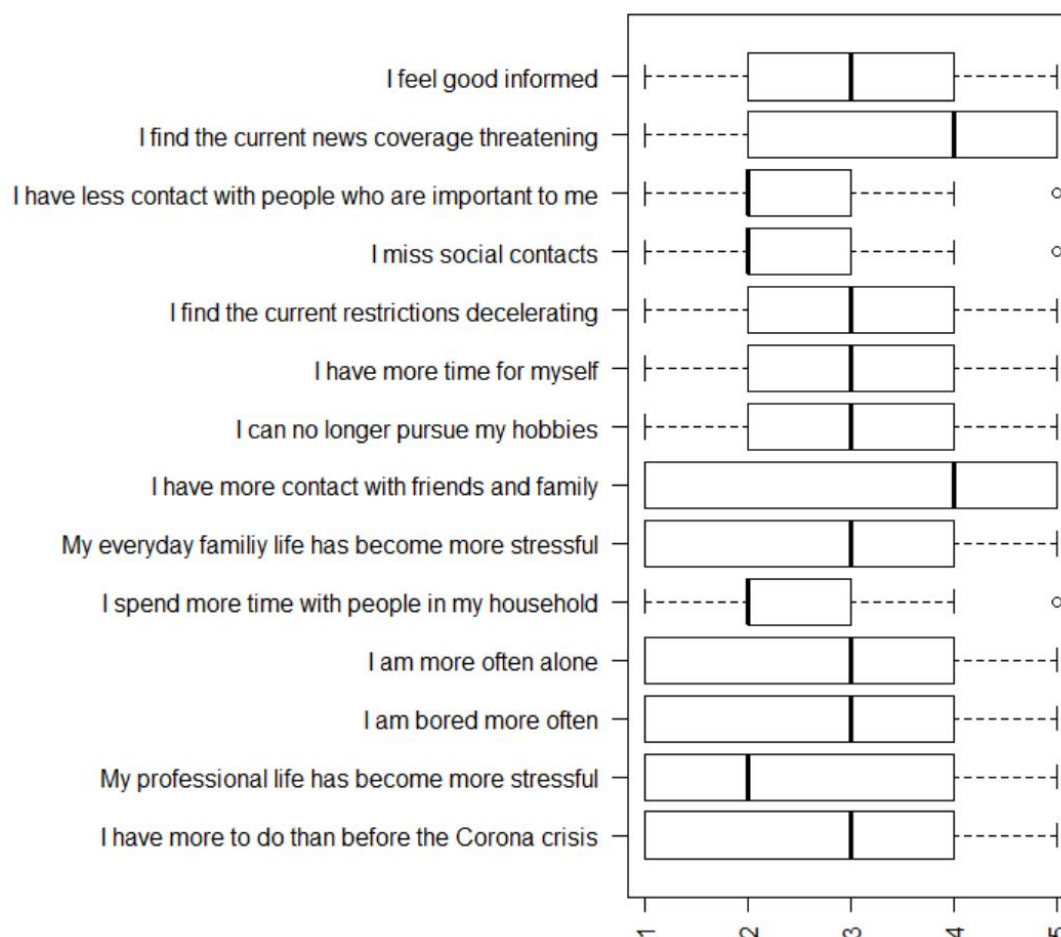 I feel good informed
I find the current news coverage threatening
I have less contact with people who are important to me
I miss social contacts
I find the current restrictions decelerating
I have more time for myself
I can no longer pursue my hobbies
I have more contact with friends and family
My everyday familiy life has become more stressful
I spend more time with people in my household
I am more often alone
I am bored more often
My professional life has become more stressful
I have more to do than before the Corona crisis
1 2 3 4 5